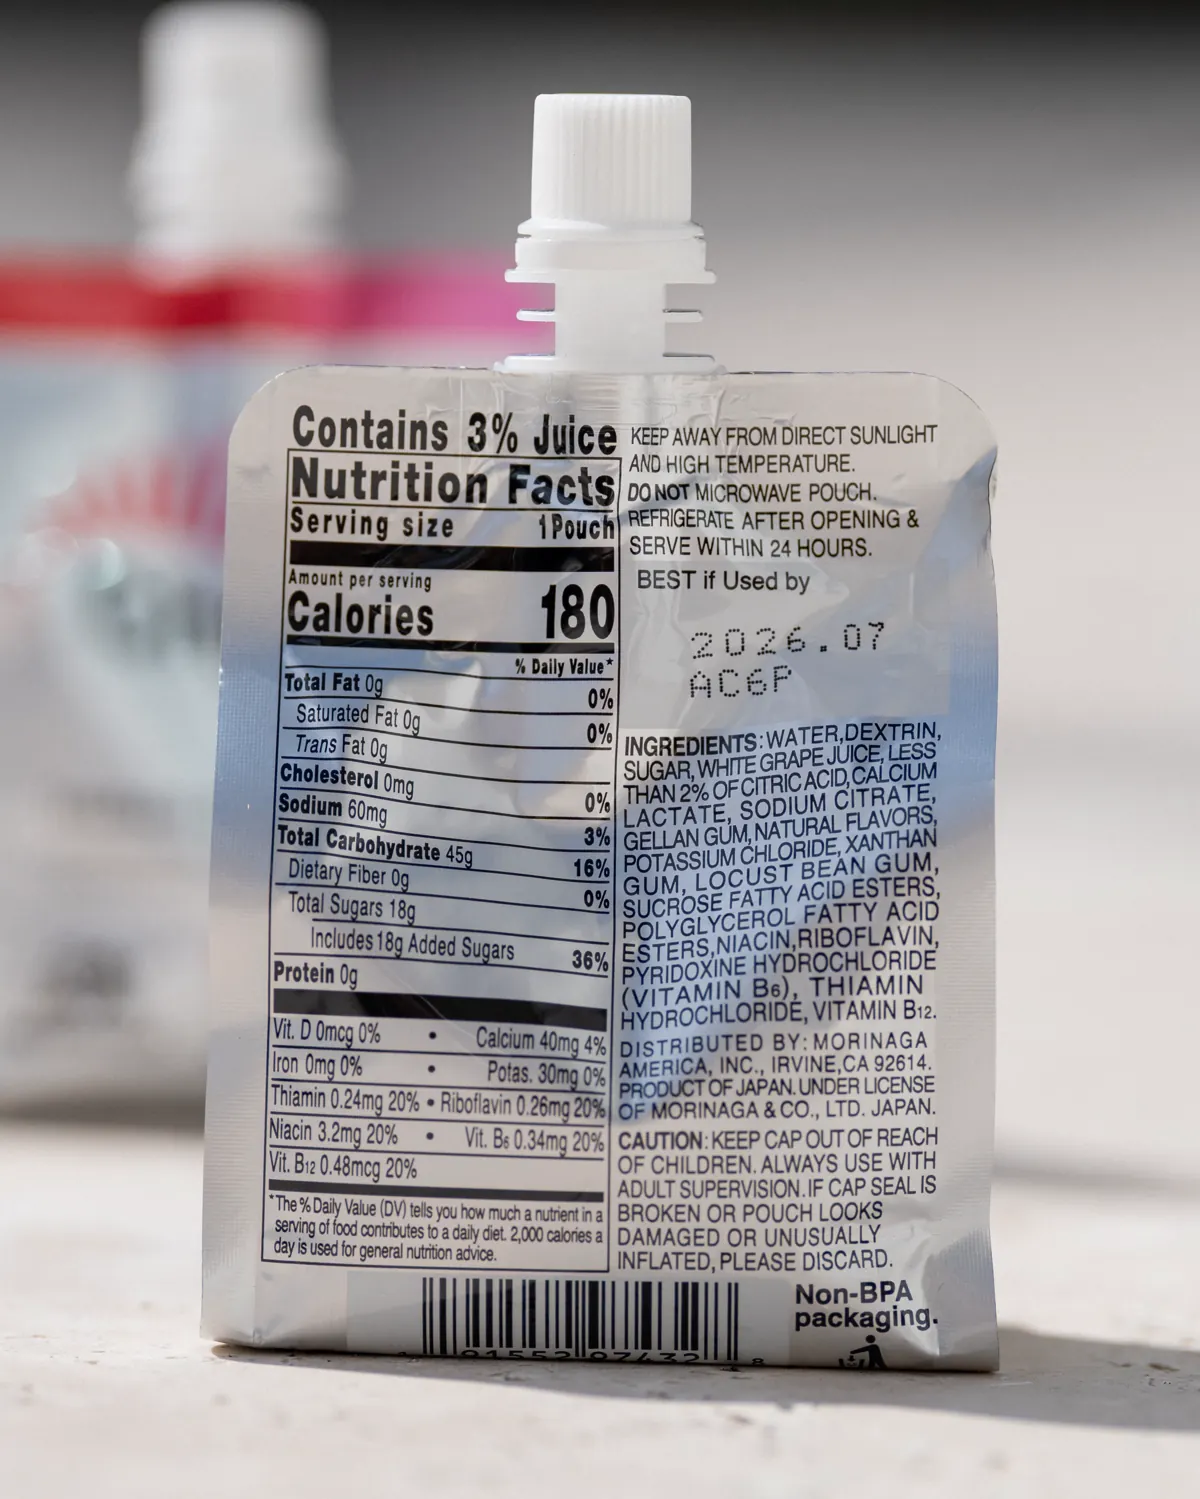 Contains 3% Juice
Nutrition Facts
Serving size 1 Pouch
Amount per serving
Calories 180
% Daily Value*
Total Fat 0g 0%
Saturated Fat 0g 0%
Trans Fat 0g
Cholesterol 0mg 0%
Sodium 60mg 3%
Total Carbohydrate 45g 16%
Dietary Fiber 0g 0%
Total Sugars 18g
Includes 18g Added Sugars 36%
Protein 0g
Vit. D 0mcg 0% • Calcium 40mg 4%
Iron 0mg 0% • Potas. 30mg 0%
Thiamin 0.24mg 20% • Riboflavin 0.26mg 20%
Niacin 3.2mg 20% • Vit. B6 0.34mg 20%
Vit. B12 0.48mcg 20%
*The % Daily Value (DV) tells you how much a nutrient in a
serving of food contributes to a daily diet. 2,000 calories a
day is used for general nutrition advice.
KEEP AWAY FROM DIRECT SUNLIGHT
AND HIGH TEMPERATURE.
DO NOT MICROWAVE POUCH.
REFRIGERATE AFTER OPENING &
SERVE WITHIN 24 HOURS.
BEST if Used by
2026.07
AC6P
INGREDIENTS: WATER, DEXTRIN,
SUGAR, WHITE GRAPE JUICE, LESS
THAN 2% OF CITRIC ACID, CALCIUM
LACTATE, SODIUM CITRATE,
GELLAN GUM, NATURAL FLAVORS,
POTASSIUM CHLORIDE, XANTHAN
GUM, LOCUST BEAN GUM,
SUCROSE FATTY ACID ESTERS,
POLYGLYCEROL FATTY ACID
ESTERS, NIACIN, RIBOFLAVIN,
PYRIDOXINE HYDROCHLORIDE
(VITAMIN B6), THIAMIN
HYDROCHLORIDE, VITAMIN B12.
DISTRIBUTED BY: MORINAGA
AMERICA, INC., IRVINE, CA 92614.
PRODUCT OF JAPAN. UNDER LICENSE
OF MORINAGA & CO., LTD. JAPAN.
CAUTION: KEEP CAP OUT OF REACH
OF CHILDREN. ALWAYS USE WITH
ADULT SUPERVISION. IF CAP SEAL IS
BROKEN OR POUCH LOOKS
DAMAGED OR UNUSUALLY
INFLATED, PLEASE DISCARD.
Non-BPA
packaging.